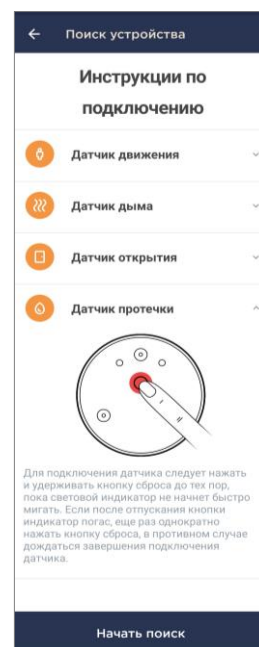 Поиск устройства
Инструкции по
подключению
Датчик движения
Датчик дыма
Датчик открытия
Датчик протечки
Для подключения датчика следует нажать
и удерживать кнопку сброса до тех пор,
пока световой индикатор не начнет быстро
мигать. Если после отпускания кнопки
индикатор погас, еще раз однократно
нажать кнопку сброса, в противном случае
дождаться завершения подключения
датчика.
Начать поиск